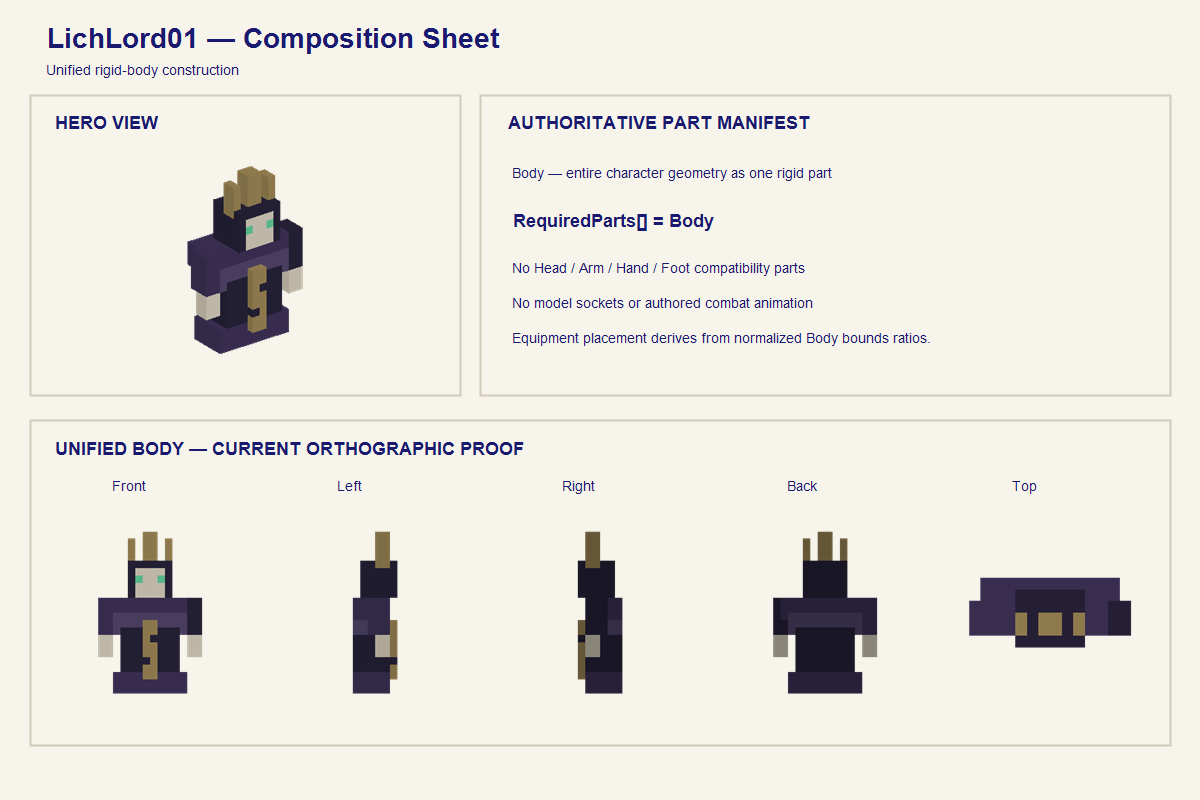 LichLord01 — Composition Sheet
Unified rigid-body construction
HERO VIEW
AUTHORITATIVE PART MANIFEST
Body — entire character geometry as one rigid part
RequiredParts[] = Body
No Head / Arm / Hand / Foot compatibility parts
No model sockets or authored combat animation
Equipment placement derives from normalized Body bounds ratios.
UNIFIED BODY — CURRENT ORTHOGRAPHIC PROOF
Front
Left
Right
Back
Top